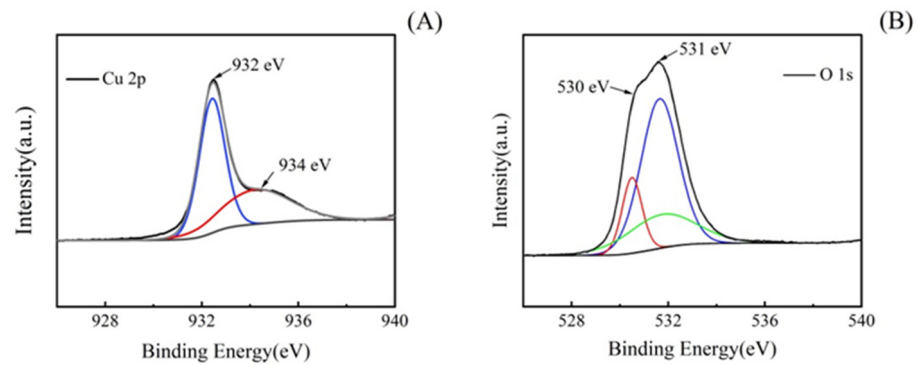 (A)
Cu 2p
932 eV
934 eV
Intensity(a.u.)
928
932
936
940
Binding Energy(eV)
(B)
O 1s
531 eV
530 eV
Intensity(a.u.)
528
532
536
540
Binding Energy(eV)